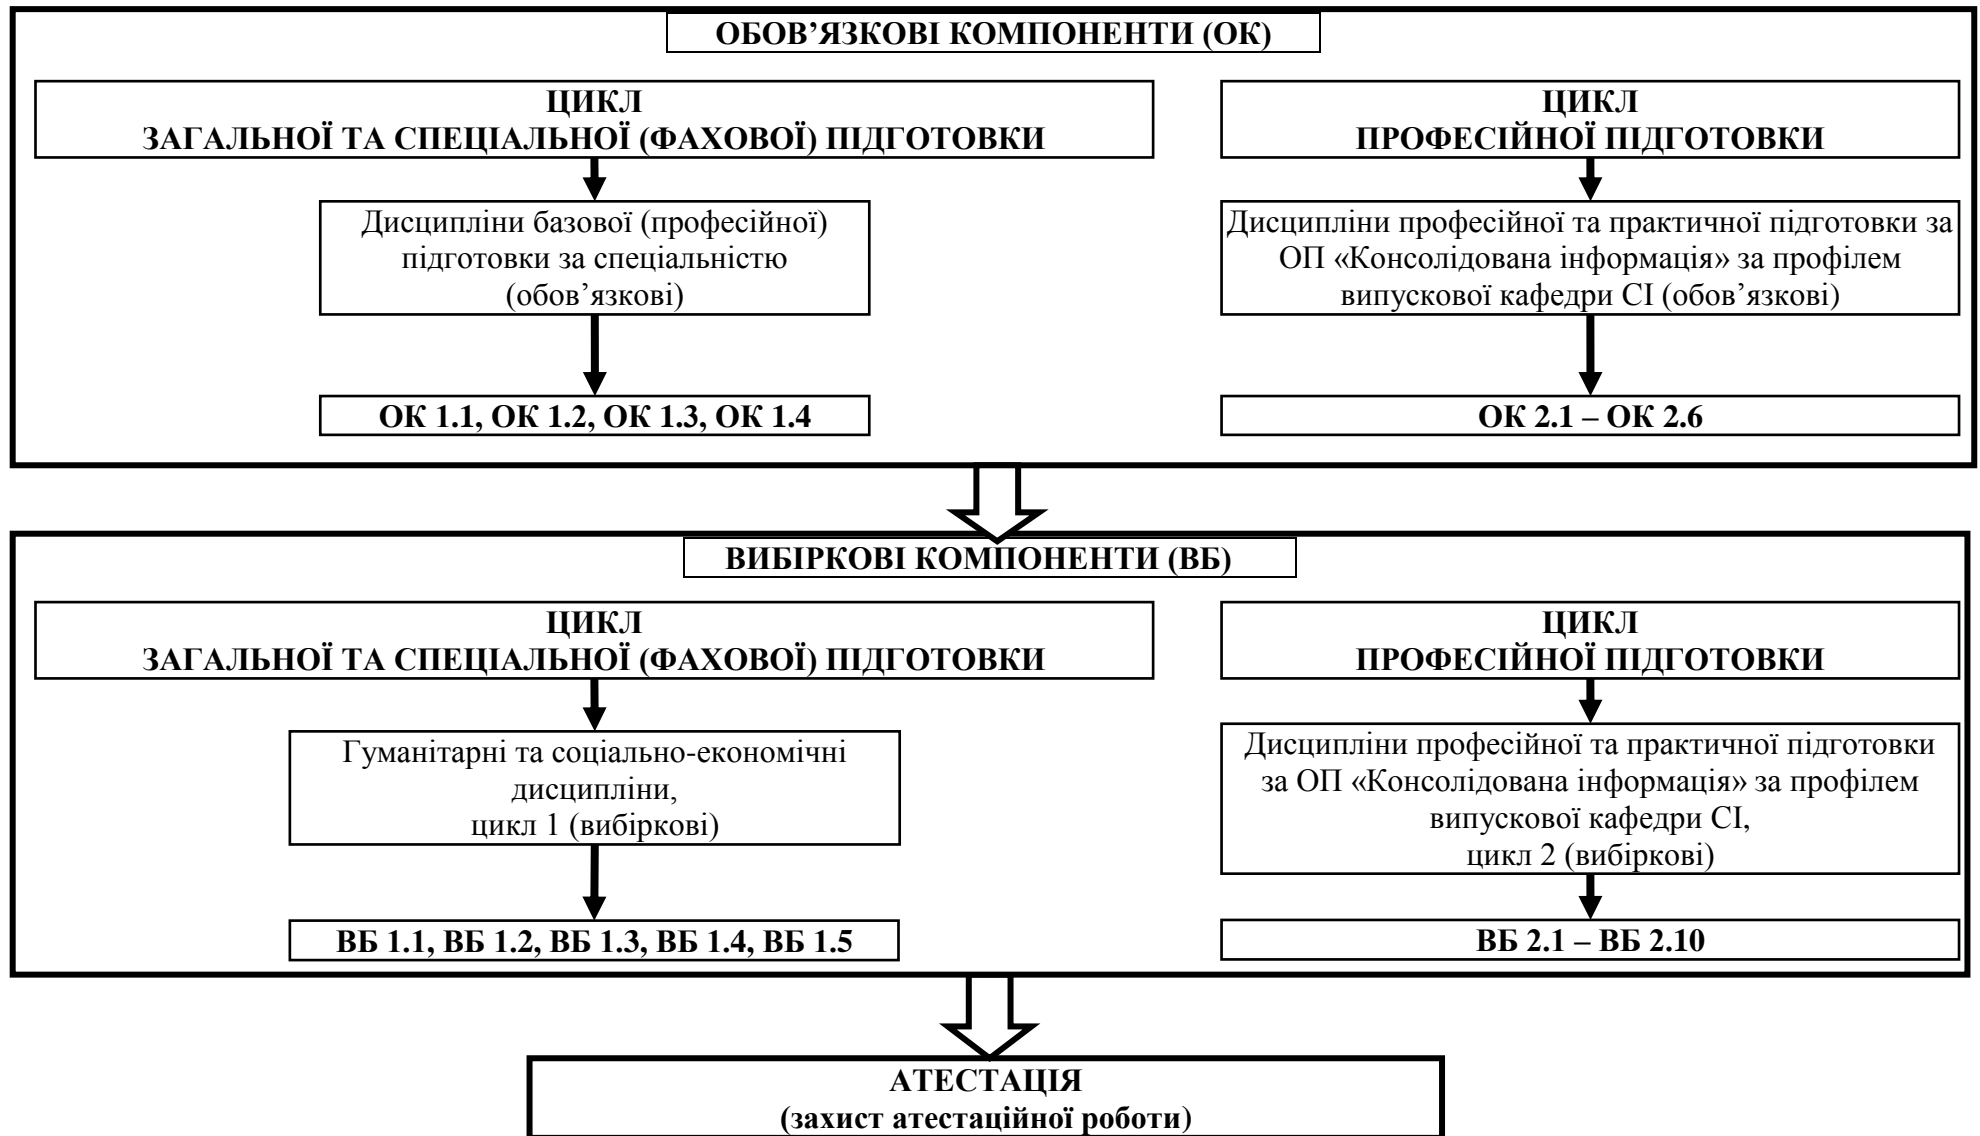 ОБОВ’ЯЗКОВІ КОМПОНЕНТИ (ОК)
ЦИКЛ
ЗАГАЛЬНОЇ ТА СПЕЦІАЛЬНОЇ (ФАХОВОЇ) ПІДГОТОВКИ
Дисципліни базової (професійної)
підготовки за спеціальністю
(обов’язкові)
ОК 1.1, ОК 1.2, ОК 1.3, ОК 1.4
ЦИКЛ
ПРОФЕСІЙНОЇ ПІДГОТОВКИ
Дисципліни професійної та практичної підготовки за
ОП «Консолідована інформація» за профілем
випускової кафедри СІ (обов’язкові)
ОК 2.1 – ОК 2.6
ВИБІРКОВІ КОМПОНЕНТИ (ВБ)
ЦИКЛ
ЗАГАЛЬНОЇ ТА СПЕЦІАЛЬНОЇ (ФАХОВОЇ) ПІДГОТОВКИ
Гуманітарні та соціально-економічні
дисципліни,
цикл 1 (вибіркові)
ВБ 1.1, ВБ 1.2, ВБ 1.3, ВБ 1.4, ВБ 1.5
ЦИКЛ
ПРОФЕСІЙНОЇ ПІДГОТОВКИ
Дисципліни професійної та практичної підготовки
за ОП «Консолідована інформація» за профілем
випускової кафедри СІ,
цикл 2 (вибіркові)
ВБ 2.1 – ВБ 2.10
АТЕСТАЦІЯ
(захист атестаційної роботи)